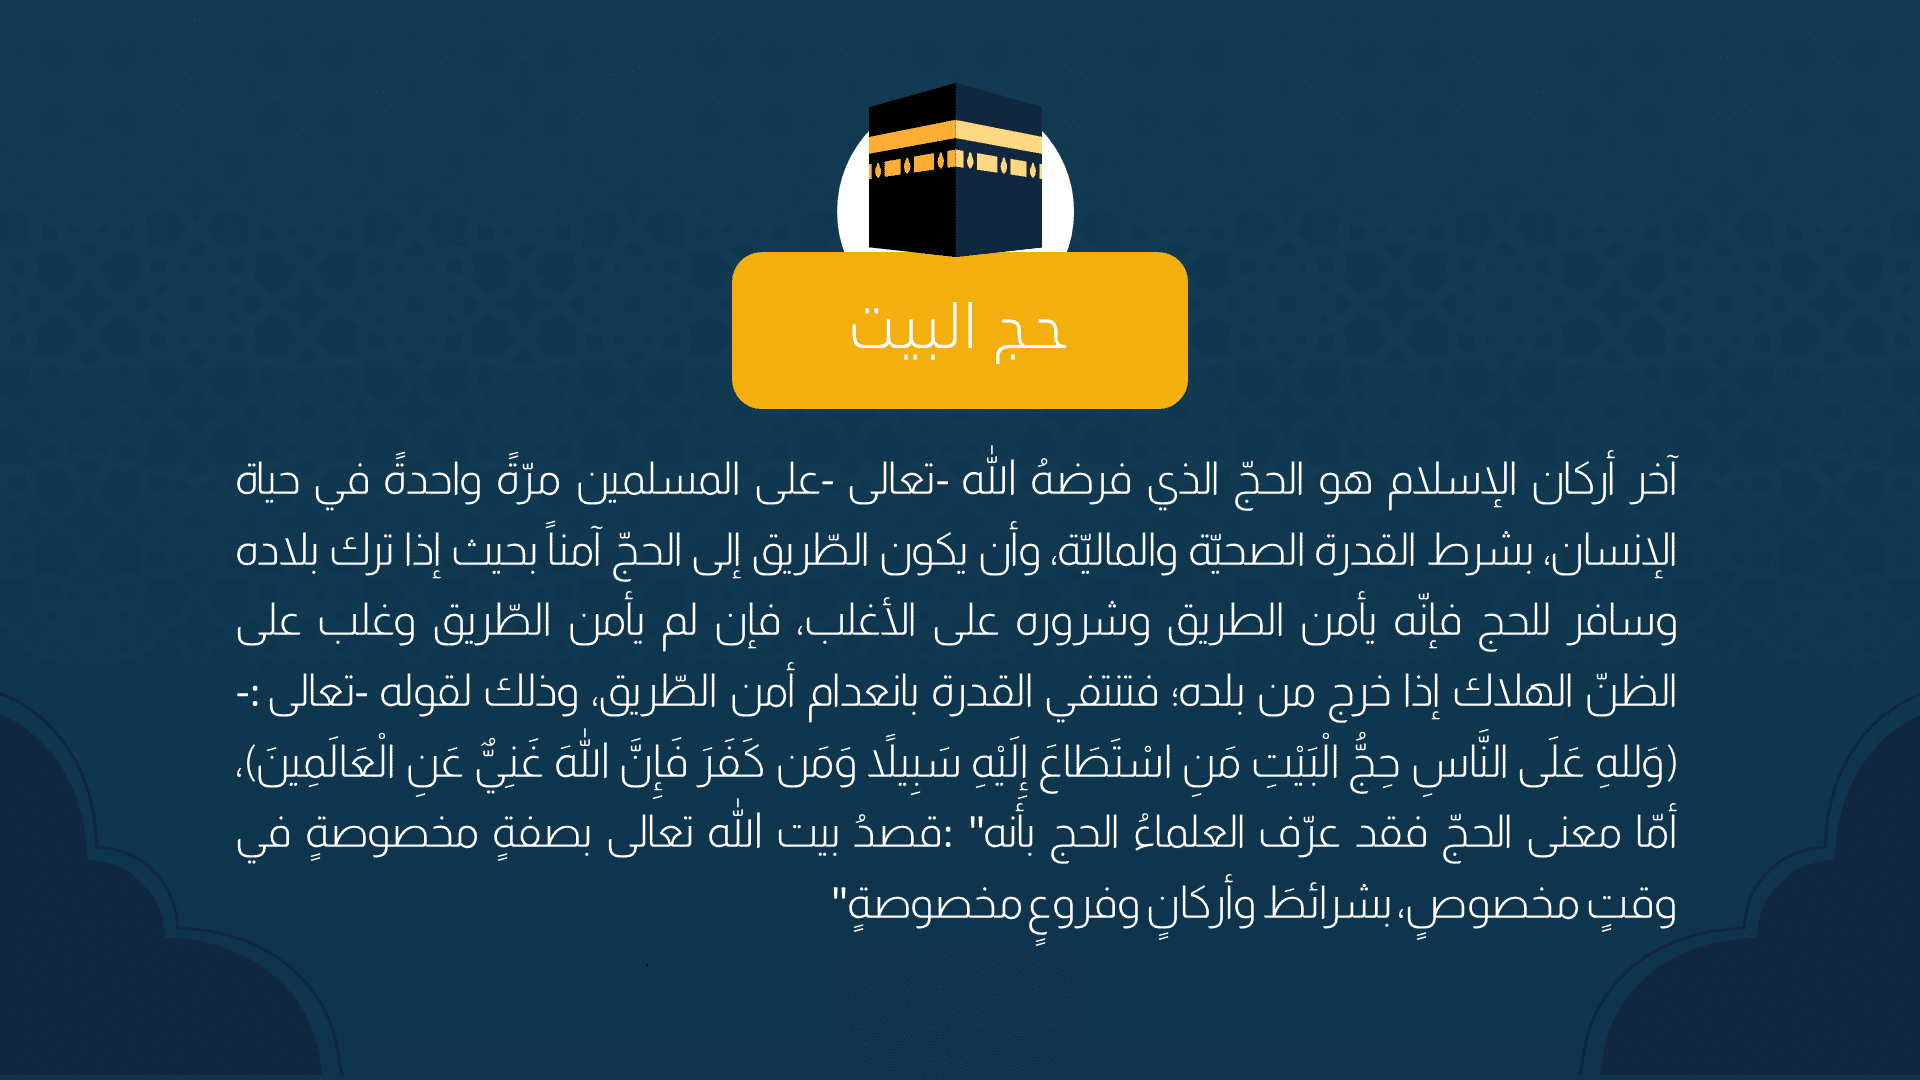 حج البيت
آخر أركان الإسلام هو الحجّ الذي فرضهُ اللّٰه -تعالى -على المسلمين مرّةً واحدةً في حياة
الإنسان، بشرط القدرة الصحيّة والماليّة، وأن يكون الطّريق إلى الحجّ آمناً بحيث إذا ترك بلاده
وسافر للحج فإنّه يأمن الطريق وشروره على الأغلب، فإن لم يأمن الطّريق وغلب على
الظنّ الهلاك إذا خرج من بلده؛ فتنتفي القدرة بانعدام أمن الطّريق، وذلك لقوله -تعالى :-
(وَللهِ عَلَى النَّاسِ حِجُّ الْبَيْتِ مَنِ اسْتَطَاعَ إِلَيْهِ سَبِيلًا وَمَن كَفَرَ فَإِنَّ اللّٰهَ غَنِيٌّ عَنِ الْعَالَمِينَ)،
أمّا معنى الحجّ فقد عرّف العلماءُ الحج بأنه" :قصدُ بيت اللّٰه تعالى بصفةٍ مخصوصةٍ في
وقتٍ مخصوصٍ، بشرائطَ وأركانٍ وفروعٍ مخصوصةٍ"